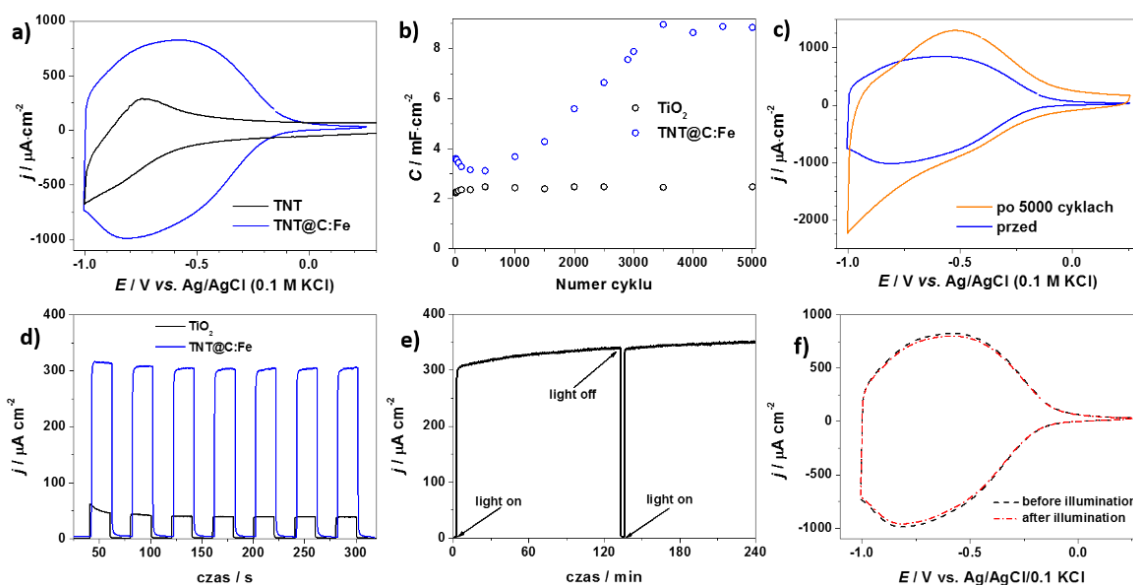 a)
1000
500
0
-500
-1000
j / µA·cm-2
-1.0
-0.5
0.0
TNT
TNT@C:Fe
E / V vs. Ag/AgCl (0.1 M KCl)
b)
8
6
4
2
0
C / mF·cm-2
TiO2
TNT@C:Fe
0
1000
2000
3000
4000
5000
Numer cyklu
c)
1000
0
-1000
-2000
j / µA·cm-2
po 5000 cyklach
przed
-1.0
-0.5
0.0
E / V vs. Ag/AgCl (0.1 M KCl)
d)
400
300
200
100
0
j / µA cm-2
TiO2
TNT@C:Fe
50
100
150
200
250
300
czas / s
e)
400
300
200
100
0
j / µA cm-2
light off
light on
light on
0
60
120
180
240
czas / min
f)
1000
500
0
-500
-1000
j / µA cm-2
before illumination
after illumination
-1.0
-0.5
0.0
E / V vs. Ag/AgCl/0.1 KCl